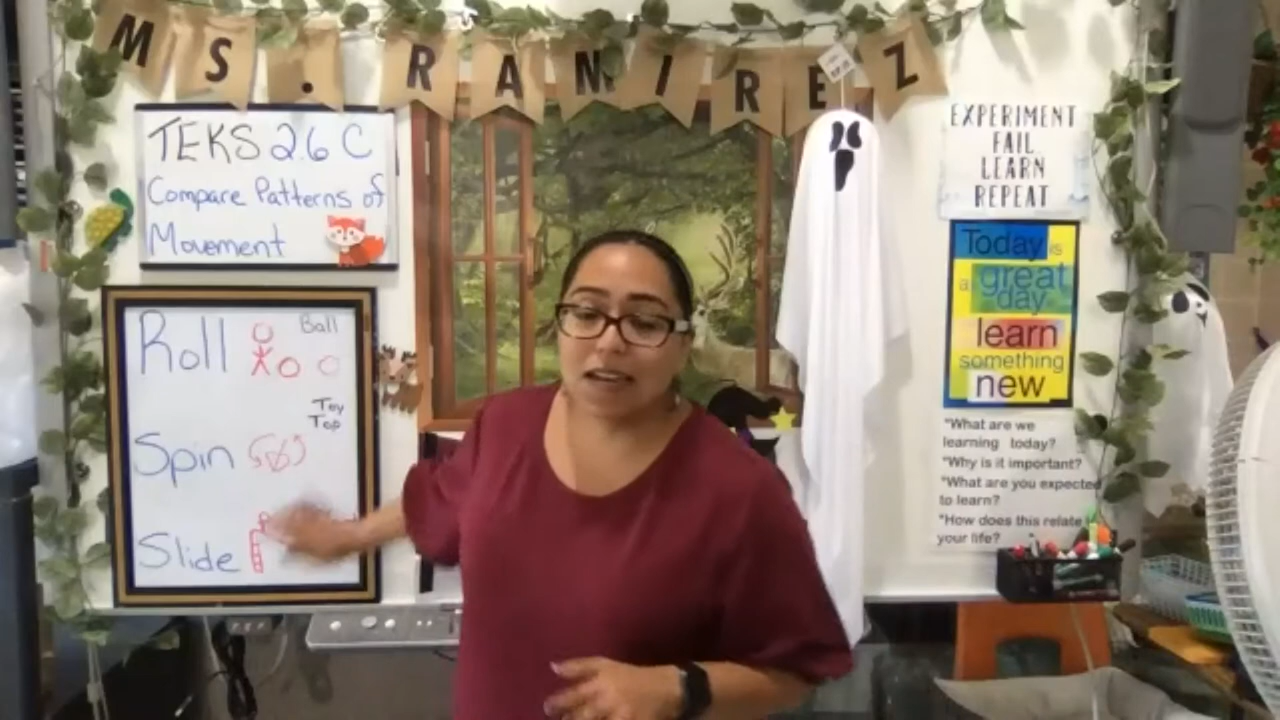 MS. RAMIREZ
TEKS 2.6 C
Compare Patterns of
Movement
Roll
Ball
Toy
Top
Spin
Slide
EXPERIMENT
FAIL
LEARN
REPEAT
Today is
a great
day
learn
something
new
"What are we
learning today?
"Why is it important?
"What are you expected
to learn?
"How does this relate
your life?